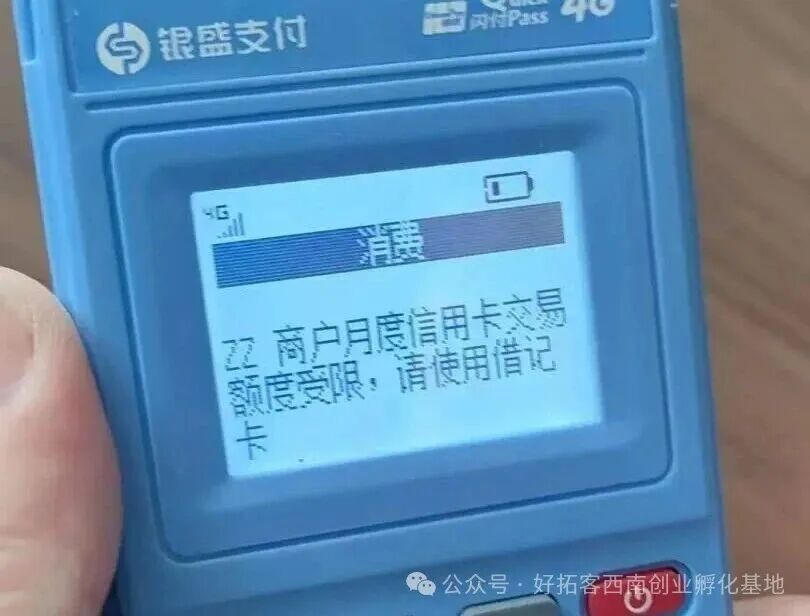 银盛支付
Quick
闪付Pass
4G
4G
消费
ZZ 商户月度信用卡交易
额度受限，请使用借记
卡
公众号·好拓客西南创业孵化基地